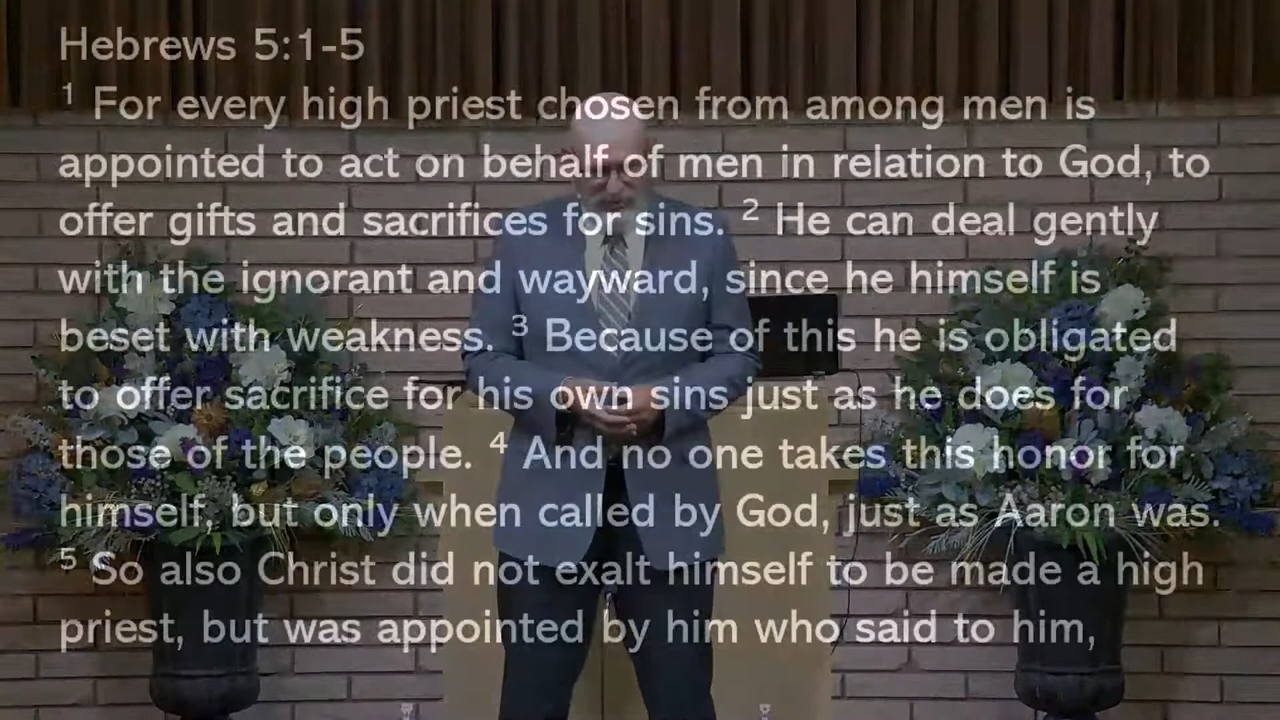 Hebrews 5:1-5
1 For every high priest chosen from among men is
appointed to act on behalf of men in relation to God, to
offer gifts and sacrifices for sins. 2 He can deal gently
with the ignorant and wayward, since he himself is
beset with weakness. 3 Because of this he is obligated
to offer sacrifice for his own sins just as he does for
those of the people. 4 And no one takes this honor for
himself, but only when called by God, just as Aaron was.
5 So also Christ did not exalt himself to be made a high
priest, but was appointed by him who said to him,